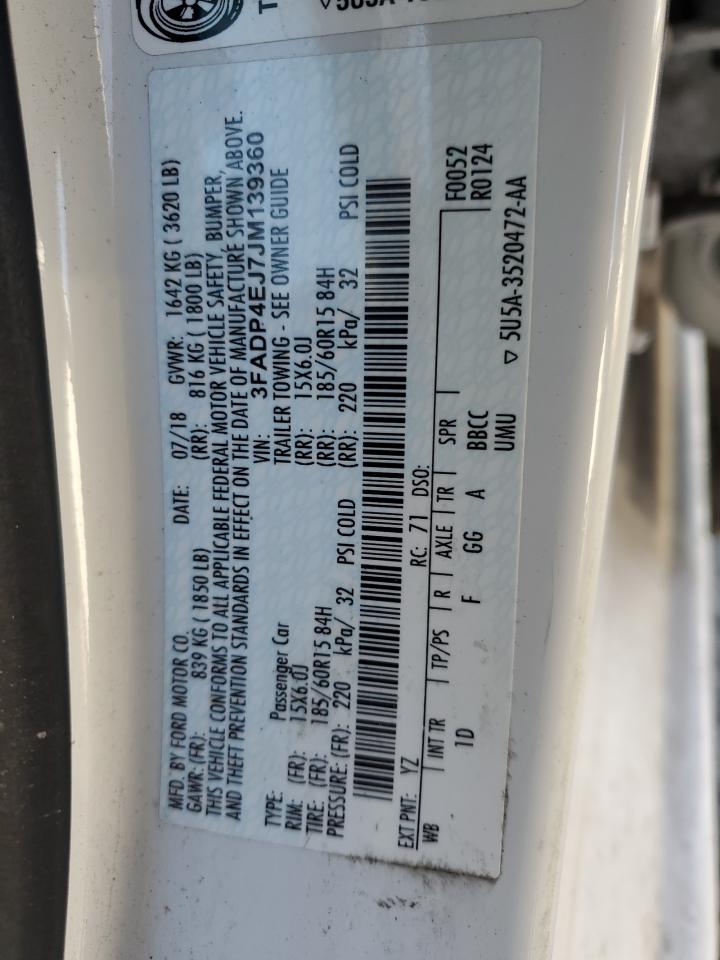 MFD. BY FORD MOTOR CO. DATE: 07/18 GVWR: 1642 KG ( 3620 LB)
GAWR: (FR): 839 KG ( 1850 LB) (RR): 816 KG ( 1800 LB)
THIS VEHICLE CONFORMS TO ALL APPLICABLE FEDERAL MOTOR VEHICLE SAFETY, BUMPER,
AND THEFT PREVENTION STANDARDS IN EFFECT ON THE DATE OF MANUFACTURE SHOWN ABOVE.
VIN: 3FADP4EJ7JM139360
TYPE: Passenger Car TRAILER TOWING - SEE OWNER GUIDE
RIM: (FR): 15X6.0J (RR): 15X6.0J
TIRE: (FR): 185/60R15 84H (RR): 185/60R15 84H
PRESSURE: (FR): 220 kPa/ 32 PSI COLD (RR): 220 kPa/ 32 PSI COLD
EXT PNT: YZ RC: 71 DSO: F0052
WB INT TR TP/PS R AXLE TR SPR R0124
1D F GG A BBCC
UMU ▽ 5U5A-3520472-AA